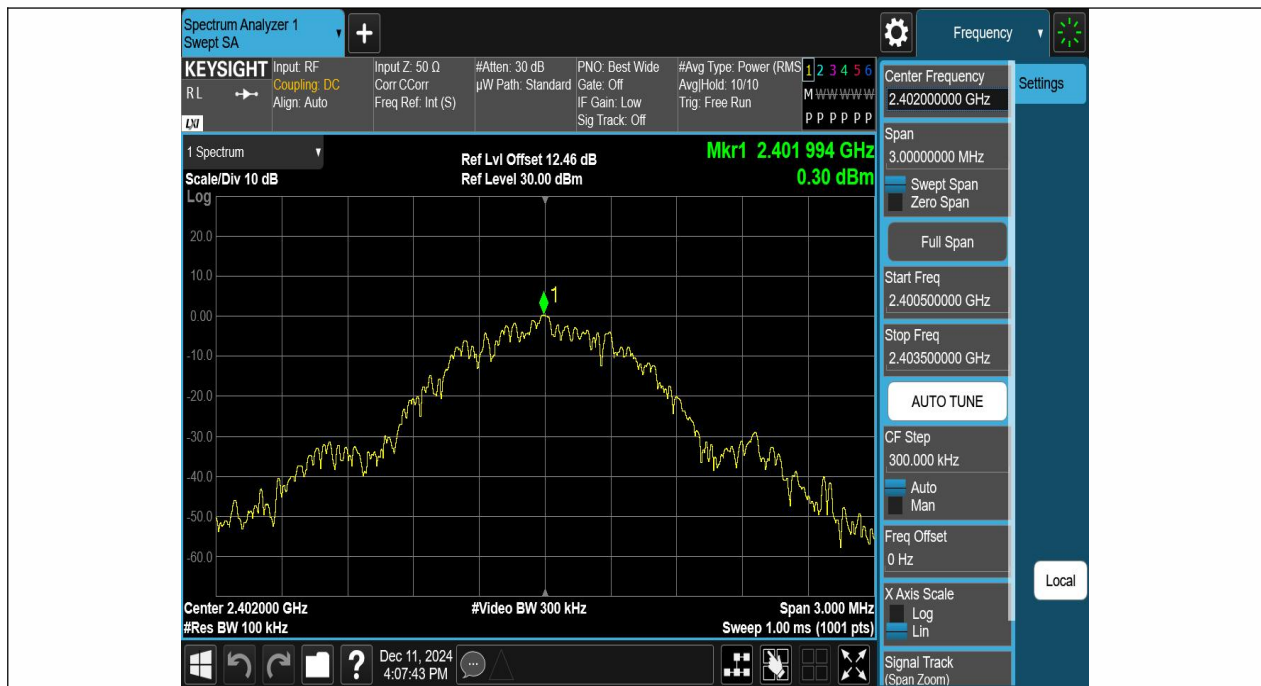 Spectrum Analyzer 1
Swept SA
+
Frequency
KEYSIGHT
RL
LXI
Input: RF
Coupling: DC
Align: Auto
Input Z: 50 Ω
Corr CCorr
Freq Ref: Int (S)
#Atten: 30 dB
µW Path: Standard
PNO: Best Wide
Gate: Off
IF Gain: Low
Sig Track: Off
#Avg Type: Power (RMS
Avg|Hold: 10/10
Trig: Free Run
1 2 3 4 5 6
M W W W W W
P P P P P P
1 Spectrum
Scale/Div 10 dB
Ref Lvl Offset 12.46 dB
Ref Level 30.00 dBm
Mkr1 2.401 994 GHz
0.30 dBm
Log
20.0
10.0
0.00
-10.0
-20.0
-30.0
-40.0
-50.0
-60.0
1
Center 2.402000 GHz
#Res BW 100 kHz
#Video BW 300 kHz
Span 3.000 MHz
Sweep 1.00 ms (1001 pts)
?
Dec 11, 2024
4:07:43 PM
Center Frequency
2.402000000 GHz
Span
3.00000000 MHz
Swept Span
Zero Span
Full Span
Start Freq
2.400500000 GHz
Stop Freq
2.403500000 GHz
AUTO TUNE
CF Step
300.000 kHz
Auto
Man
Freq Offset
0 Hz
X Axis Scale
Log
Lin
Signal Track
(Span Zoom)
Settings
Local